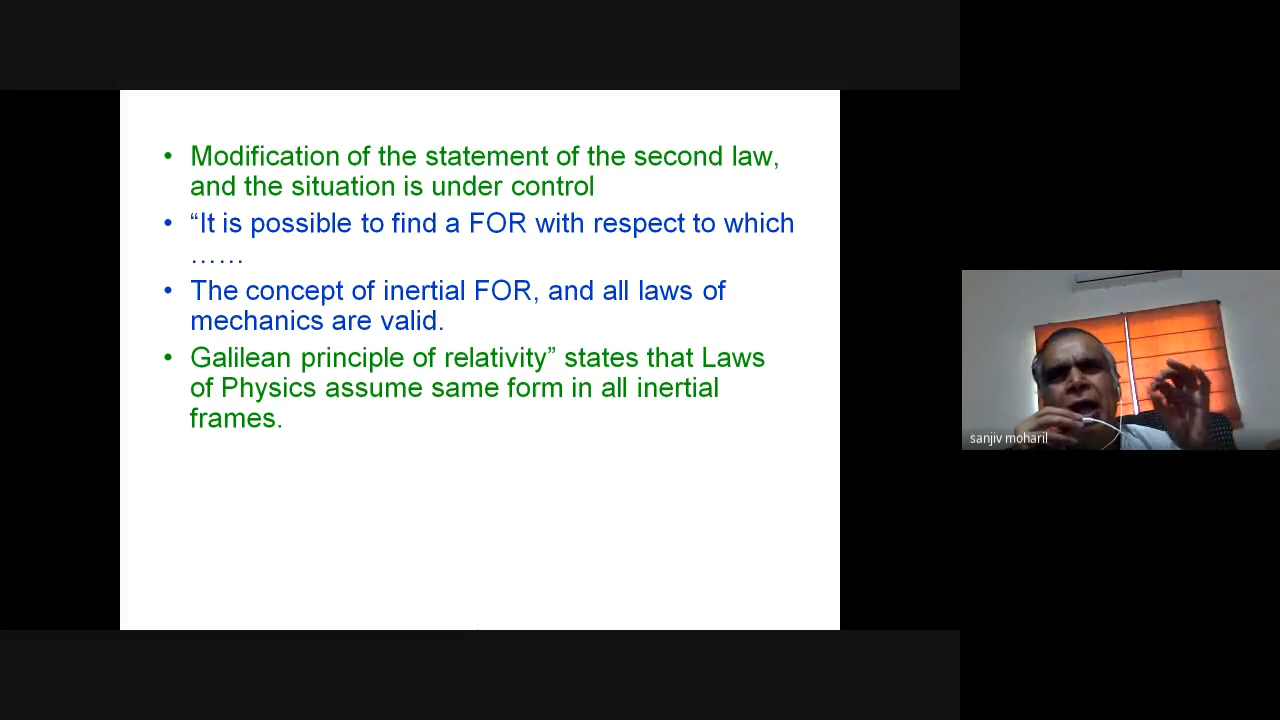 • Modification of the statement of the second law,
and the situation is under control
• “It is possible to find a FOR with respect to which
……
• The concept of inertial FOR, and all laws of
mechanics are valid.
• Galilean principle of relativity” states that Laws
of Physics assume same form in all inertial
frames.
sanjiv moharil